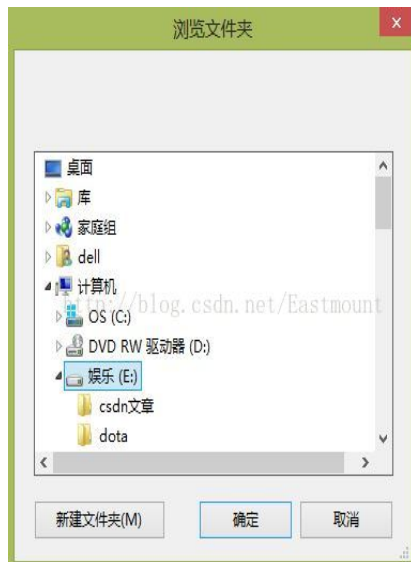 浏览文件夹
x
桌面
库
家庭组
dell
计算机
http://blog.csdn.net/Eastmount
OS (C:)
DVD RW 驱动器 (D:)
娱乐 (E:)
csdn文章
dota
新建文件夹(M)
确定
取消